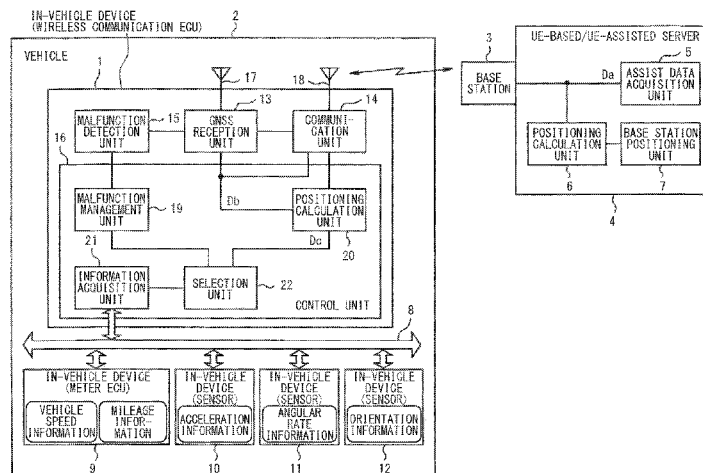 IN-VEHICLE DEVICE
(WIRELESS COMMUNICATION ECU)
2
VEHICLE
1
17
18
13
14
MALFUNCTION
DETECTION
UNIT
15
GNSS
RECEPTION
UNIT
COMMUNI-
CATION
UNIT
16
MALFUNCTION
MANAGEMENT
UNIT
19
Db
POSITIONING
CALCULATION
UNIT
20
Da
21
INFORMATION
ACQUISITION
UNIT
SELECTION
UNIT
22
CONTROL UNIT
8
IN-VEHICLE DEVICE
(METER ECU)
VEHICLE
SPEED
INFORMATION
MILEAGE
INFOR-
MATION
9
IN-VEHICLE
DEVICE
(SENSOR)
ACCELERATION
INFORMATION
10
IN-VEHICLE
DEVICE
(SENSOR)
ANGULAR
RATE
INFORMATION
11
IN-VEHICLE
DEVICE
(SENSOR)
ORIENTATION
INFORMATION
12
3
BASE
STATION
UE-BASED/UE-ASSISTED SERVER
5
Da
ASSIST DATA
ACQUISITION
UNIT
POSITIONING
CALCULATION
UNIT
6
BASE STATION
POSITIONING
UNIT
7
4